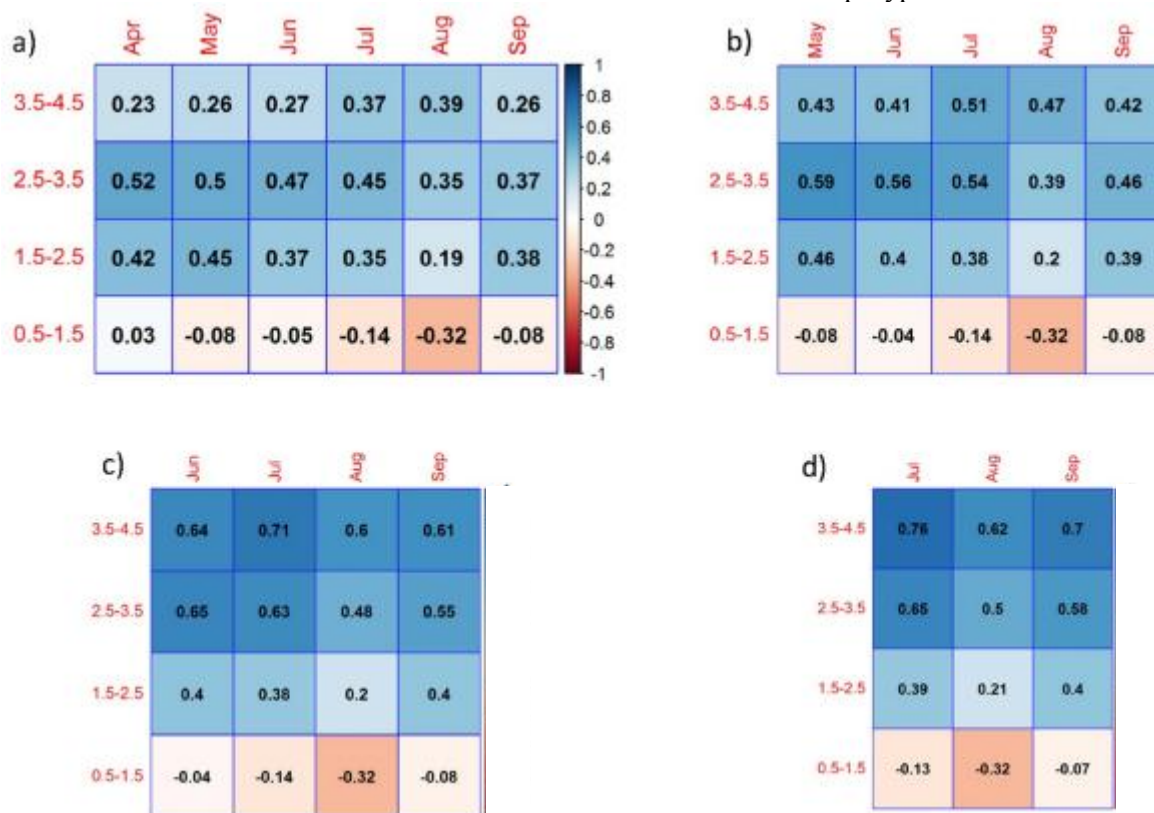 a)
Apr May Jun Jul Aug Sep
3.5-4.5 0.23 0.26 0.27 0.37 0.39 0.26
2.5-3.5 0.52 0.5 0.47 0.45 0.35 0.37
1.5-2.5 0.42 0.45 0.37 0.35 0.19 0.38
0.5-1.5 0.03 -0.08 -0.05 -0.14 -0.32 -0.08
1
0.8
0.6
0.4
0.2
0
-0.2
-0.4
-0.6
-0.8
-1
b)
May Jun Jul Aug Sep
3.5-4.5 0.43 0.41 0.51 0.47 0.42
2.5-3.5 0.59 0.56 0.54 0.39 0.46
1.5-2.5 0.46 0.4 0.38 0.2 0.39
0.5-1.5 -0.08 -0.04 -0.14 -0.32 -0.08
c)
Jun Jul Aug Sep
3.5-4.5 0.64 0.71 0.6 0.61
2.5-3.5 0.65 0.63 0.48 0.55
1.5-2.5 0.4 0.38 0.2 0.4
0.5-1.5 -0.04 -0.14 -0.32 -0.08
d)
Jul Aug Sep
3.5-4.5 0.76 0.62 0.7
2.5-3.5 0.65 0.5 0.58
1.5-2.5 0.39 0.21 0.4
0.5-1.5 -0.13 -0.32 -0.07